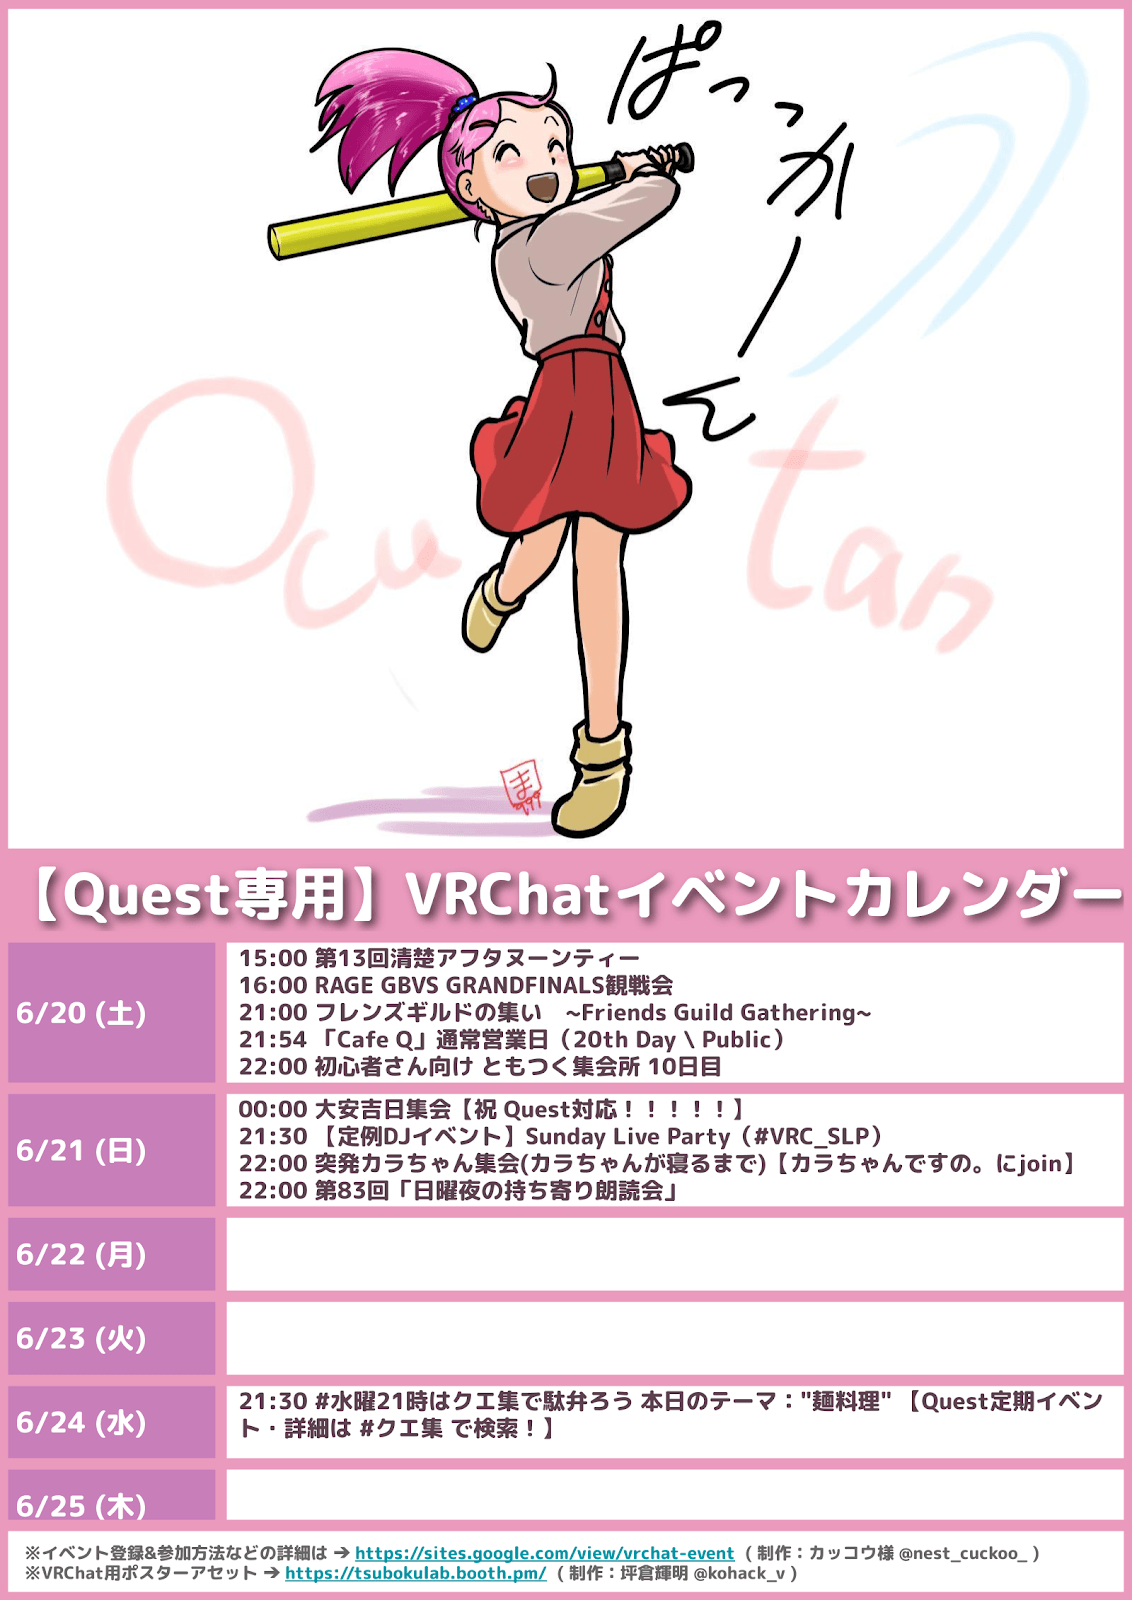 ぱっっかーん
Ocutan
ま
【Quest専用】VRChatイベントカレンダー
6/20 (土)
15:00 第13回清楚アフタヌーンティー
16:00 RAGE GBVS GRANDFINALS観戦会
21:00 フレンズギルドの集い　~Friends Guild Gathering~
21:54 「Cafe Q」通常営業日（20th Day \ Public）
22:00 初心者さん向け ともつく集会所 10日目
6/21 (日)
00:00 大安吉日集会【祝 Quest対応！！！！！】
21:30 【定例DJイベント】Sunday Live Party（#VRC_SLP）
22:00 突発カラちゃん集会(カラちゃんが寝るまで)【カラちゃんですの。にjoin】
22:00 第83回「日曜夜の持ち寄り朗読会」
6/22 (月)
6/23 (火)
6/24 (水)
21:30 #水曜21時はクエ集で駄弁ろう 本日のテーマ："麺料理" 【Quest定期イベン
ト・詳細は #クエ集 で検索！】
6/25 (木)
※イベント登録&参加方法などの詳細は ➔ https://sites.google.com/view/vrchat-event （ 制作：カッコウ様 @nest_cuckoo_ ）
※VRChat用ポスターアセット ➔ https://tsubokulab.booth.pm/ （ 制作：坪倉輝明 @kohack_v ）